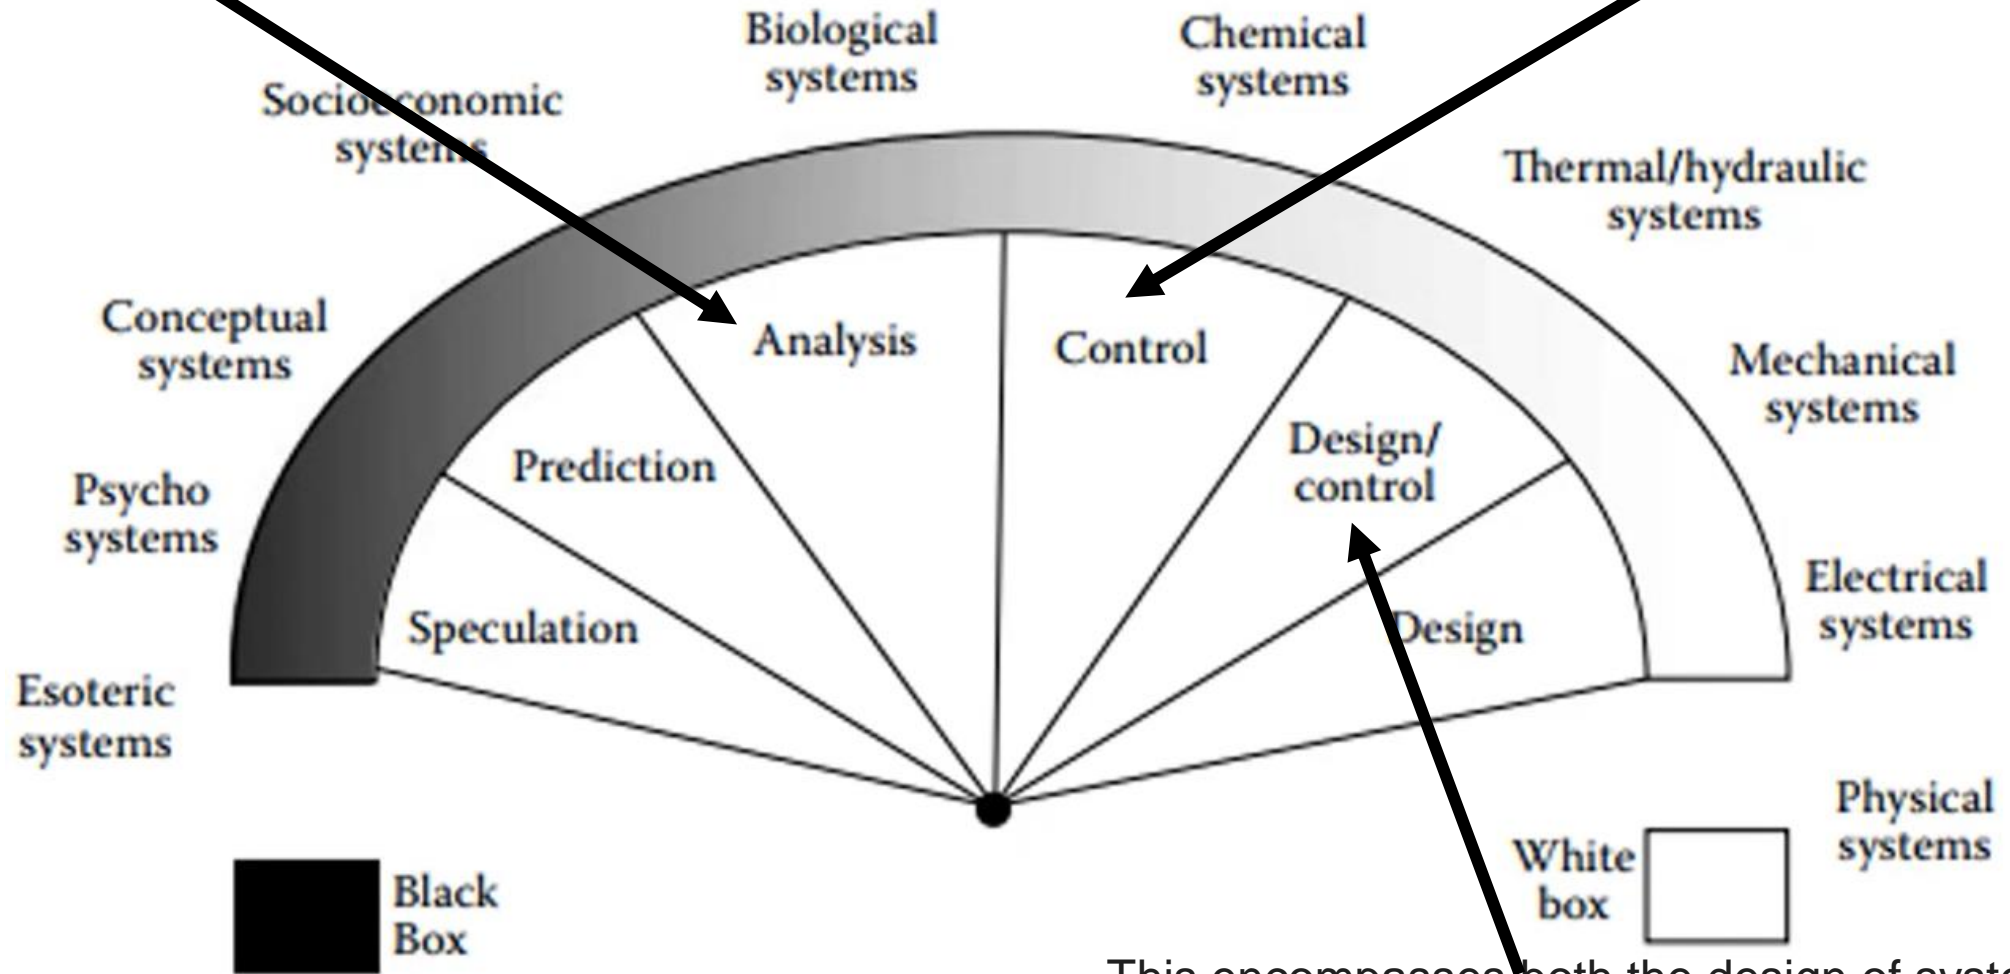 Biological
systems
Chemical
systems
Socioeconomic
systems
Thermal/hydraulic
systems
Conceptual
systems
Analysis
Control
Mechanical
systems
Prediction
Design/
control
Psycho
systems
Speculation
Design
Electrical
systems
Esoteric
systems
Physical
systems
White
box
Black
Box
This encompasses both the design of syst